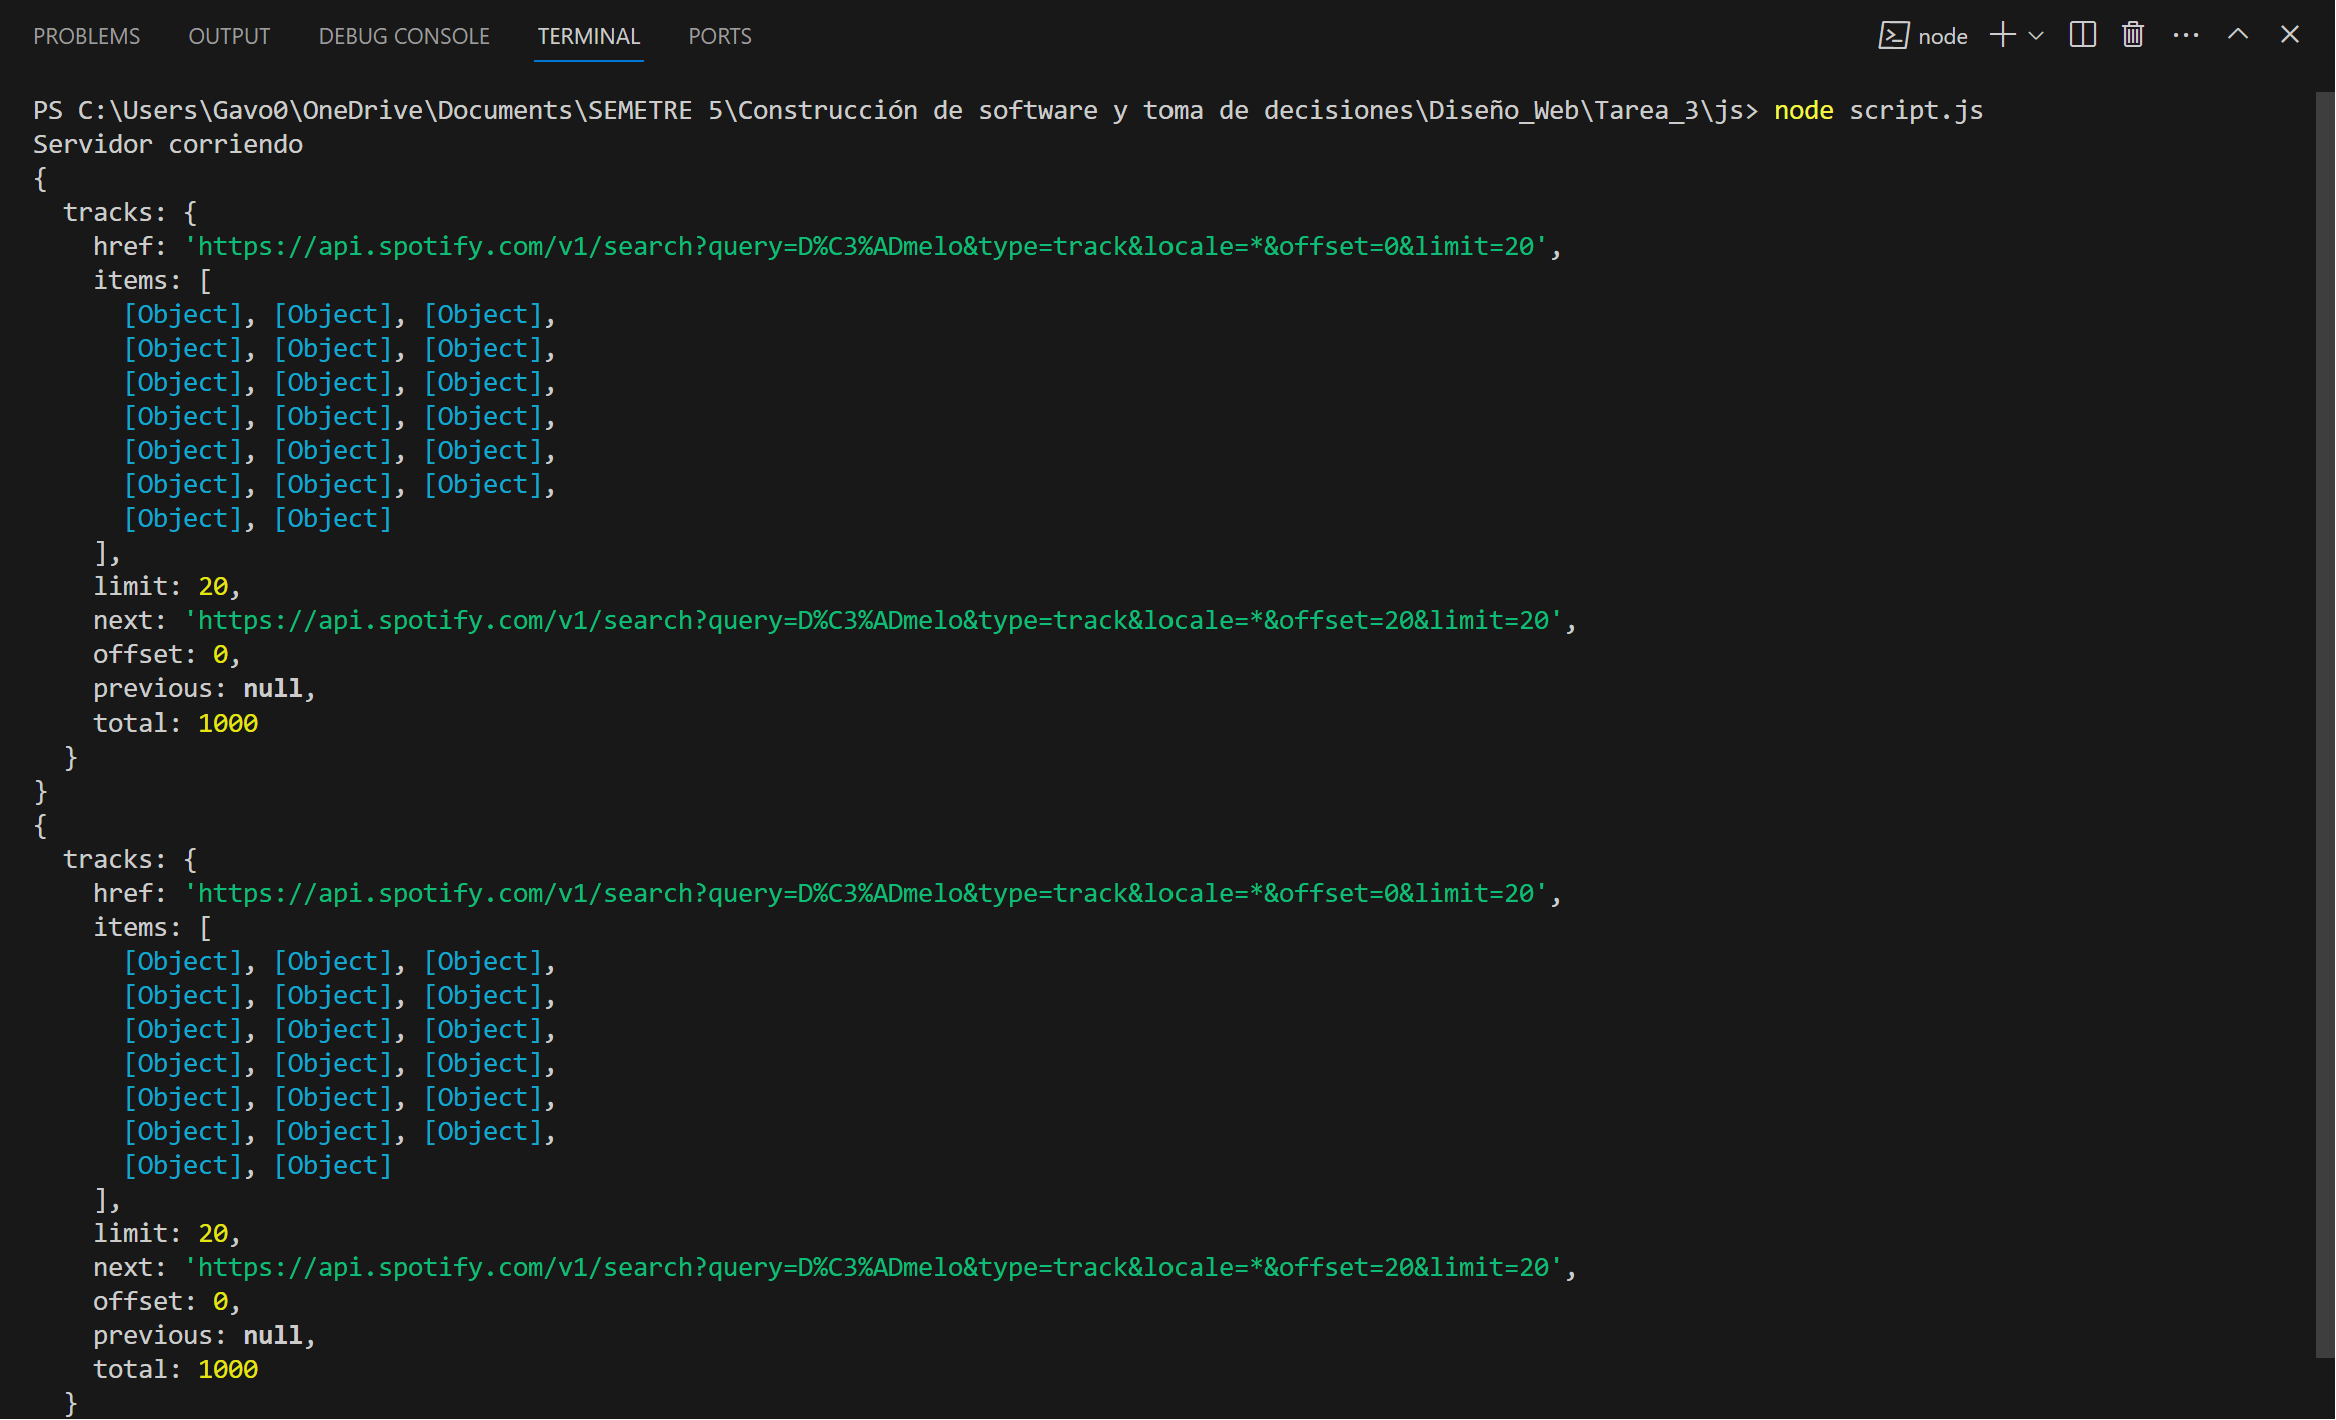 PROBLEMS OUTPUT DEBUG CONSOLE TERMINAL PORTS node
PS C:\Users\Gavo0\OneDrive\Documents\SEMETRE 5\Construcción de software y toma de decisiones\Diseño_Web\Tarea_3\js> node script.js
Servidor corriendo
{
  tracks: {
    href: 'https://api.spotify.com/v1/search?query=D%C3%ADmelo&type=track&locale=*&offset=0&limit=20',
    items: [
      [Object], [Object], [Object],
      [Object], [Object], [Object],
      [Object], [Object], [Object],
      [Object], [Object], [Object],
      [Object], [Object], [Object],
      [Object], [Object], [Object],
      [Object], [Object]
    ],
    limit: 20,
    next: 'https://api.spotify.com/v1/search?query=D%C3%ADmelo&type=track&locale=*&offset=20&limit=20',
    offset: 0,
    previous: null,
    total: 1000
  }
}
{
  tracks: {
    href: 'https://api.spotify.com/v1/search?query=D%C3%ADmelo&type=track&locale=*&offset=0&limit=20',
    items: [
      [Object], [Object], [Object],
      [Object], [Object], [Object],
      [Object], [Object], [Object],
      [Object], [Object], [Object],
      [Object], [Object], [Object],
      [Object], [Object], [Object],
      [Object], [Object]
    ],
    limit: 20,
    next: 'https://api.spotify.com/v1/search?query=D%C3%ADmelo&type=track&locale=*&offset=20&limit=20',
    offset: 0,
    previous: null,
    total: 1000
  }